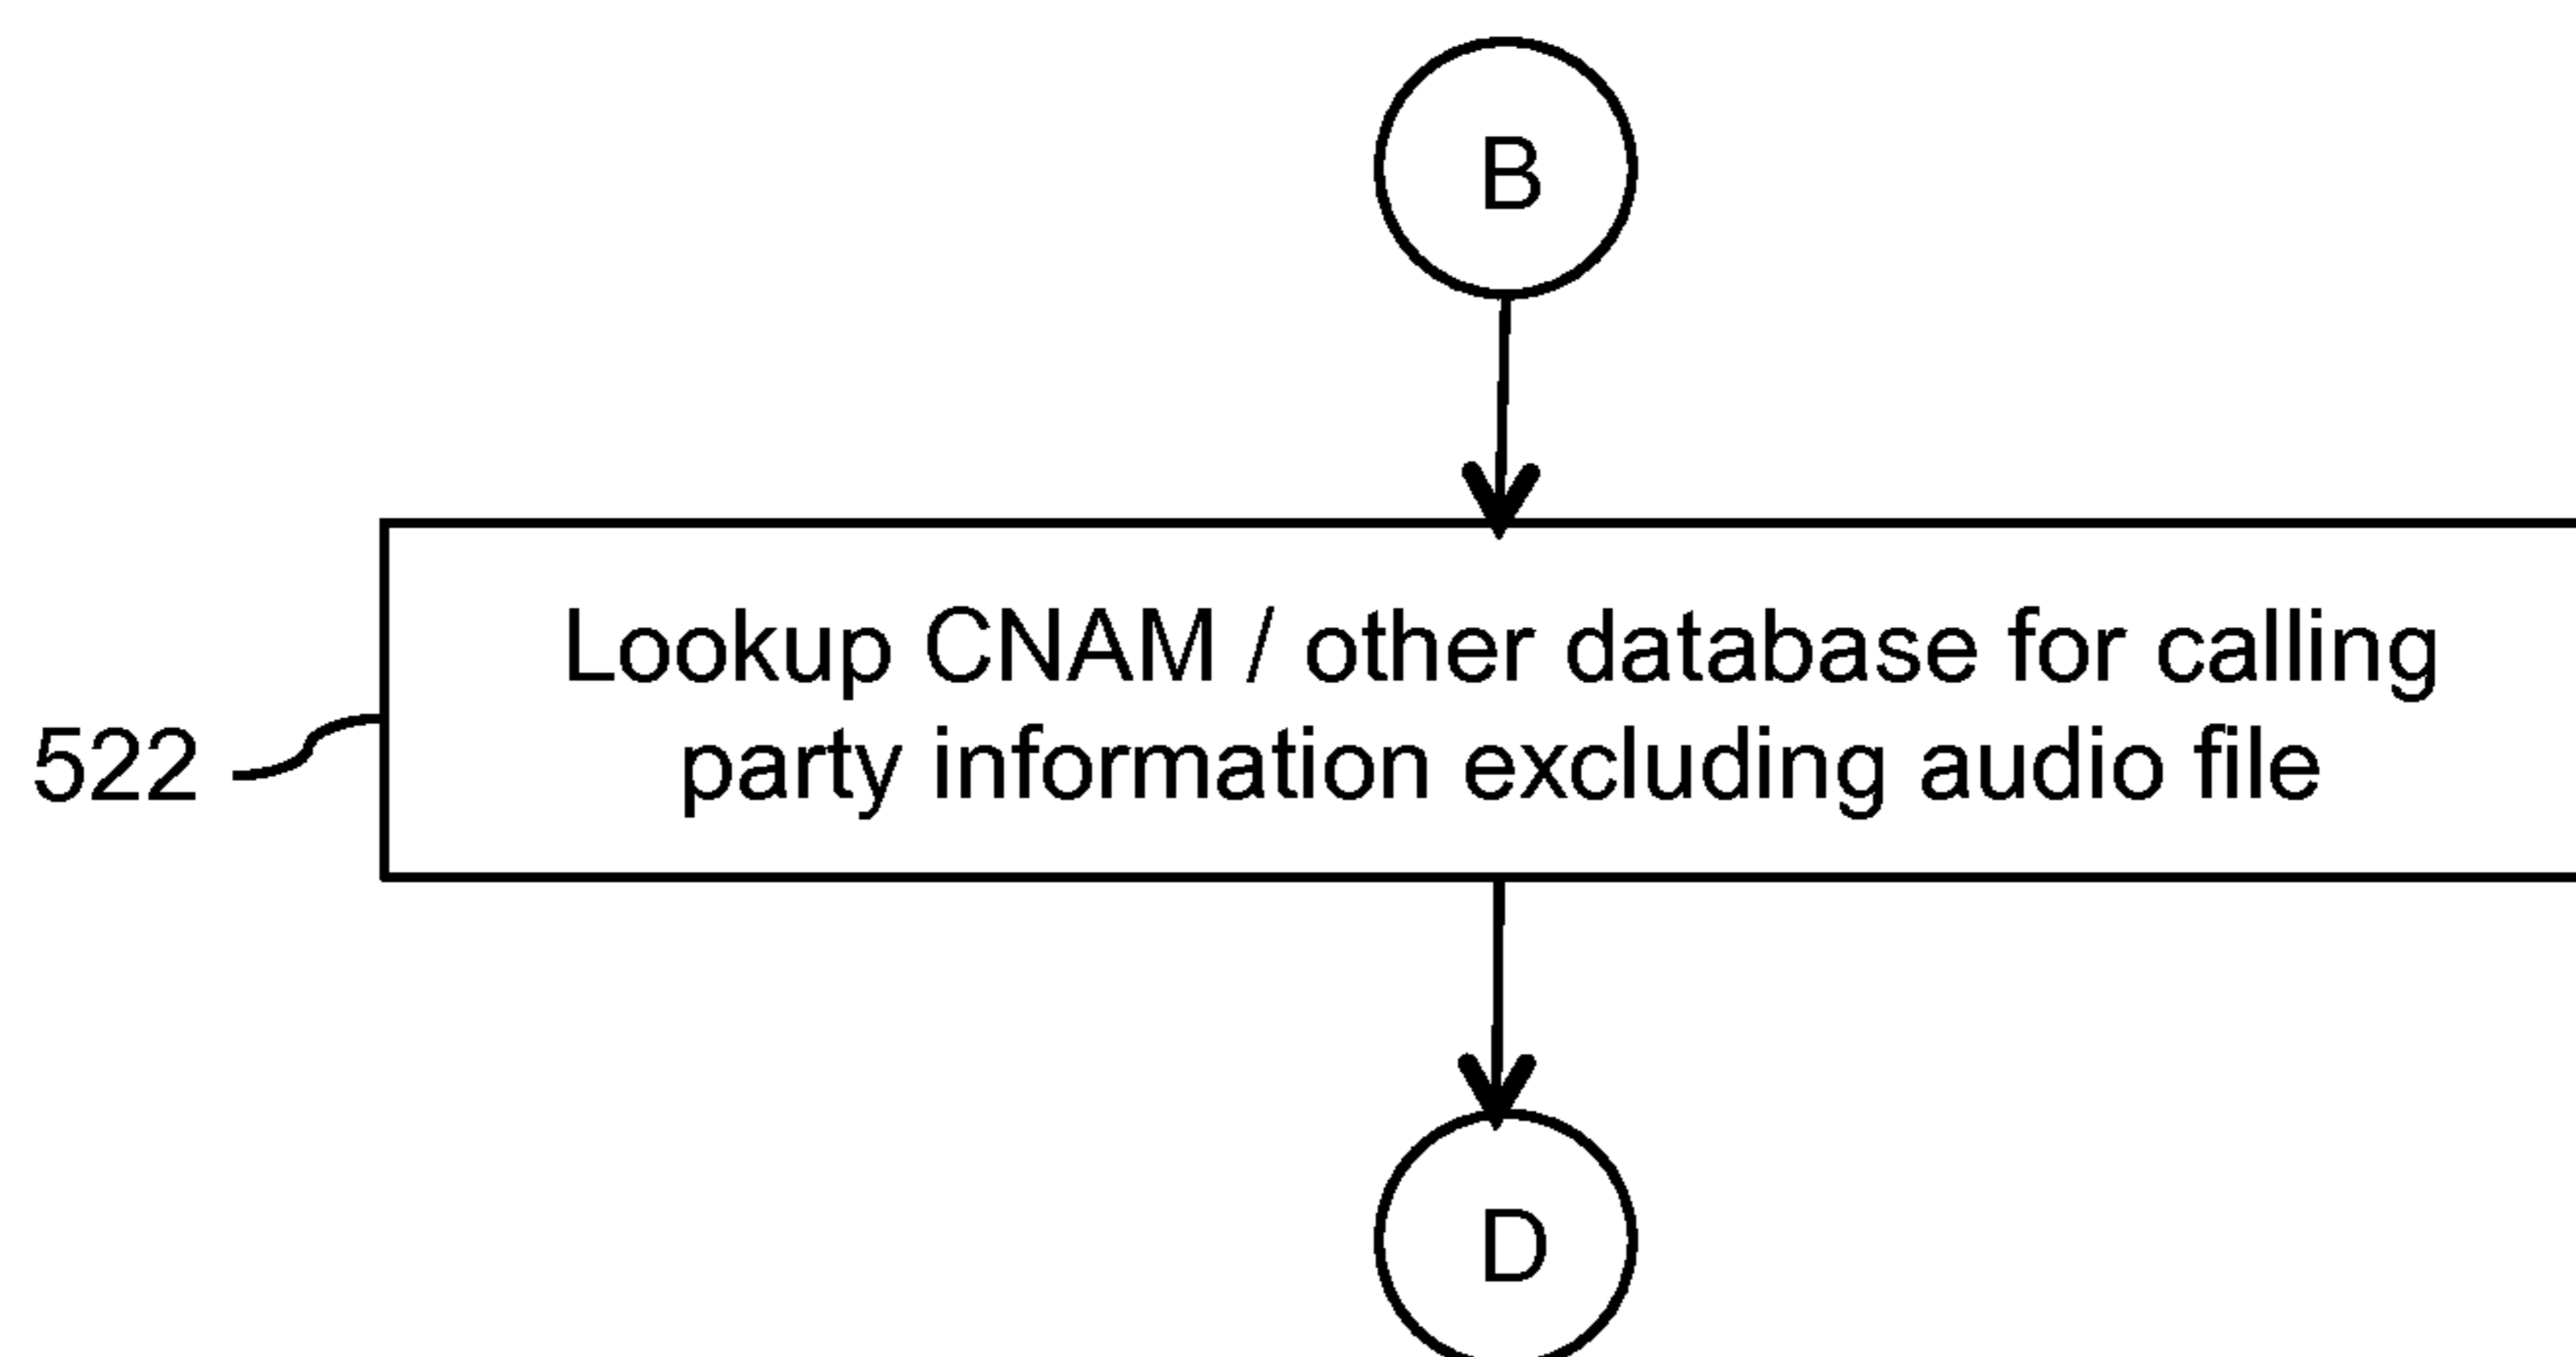 B
Lookup CNAM / other database for calling
party information excluding audio file
522
D